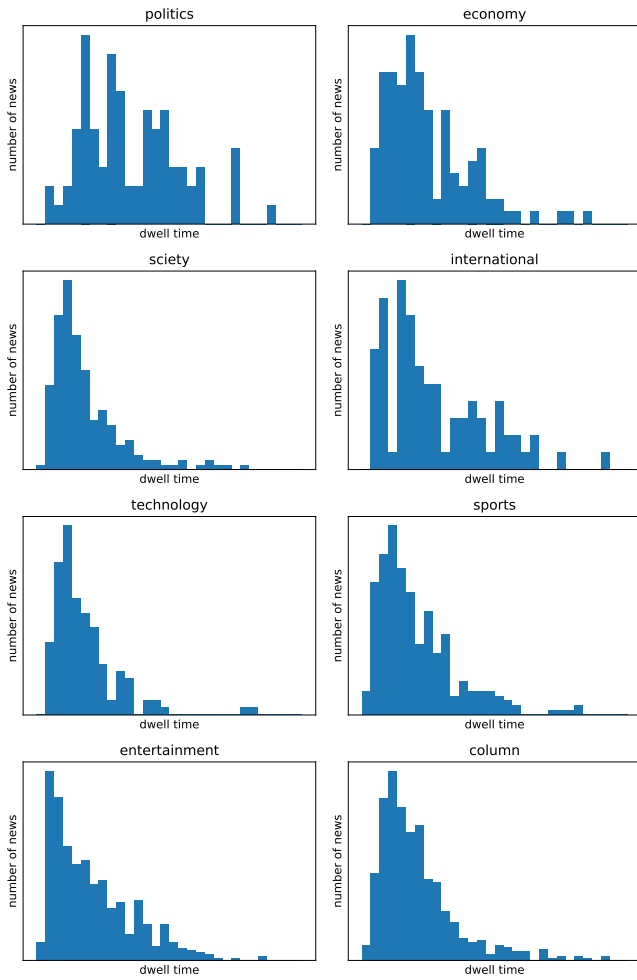 politics
number of news
dwell time
economy
number of news
dwell time
sciety
number of news
dwell time
international
number of news
dwell time
technology
number of news
dwell time
sports
number of news
dwell time
entertainment
number of news
dwell time
column
number of news
dwell time